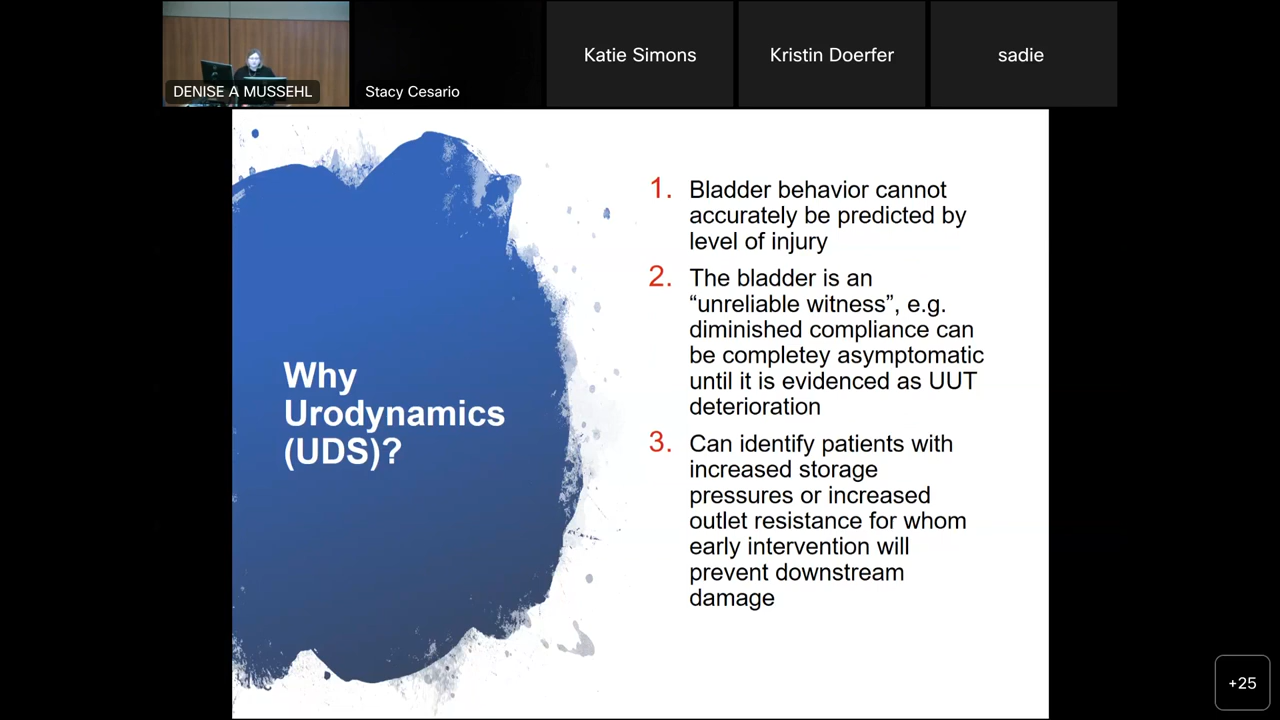 DENISE A MUSSEHL
Stacy Cesario
Katie Simons
Kristin Doerfer
sadie
Why
Urodynamics
(UDS)?
1. Bladder behavior cannot
accurately be predicted by
level of injury
2. The bladder is an
“unreliable witness”, e.g.
diminished compliance can
be completey asymptomatic
until it is evidenced as UUT
deterioration
3. Can identify patients with
increased storage
pressures or increased
outlet resistance for whom
early intervention will
prevent downstream
damage
+25